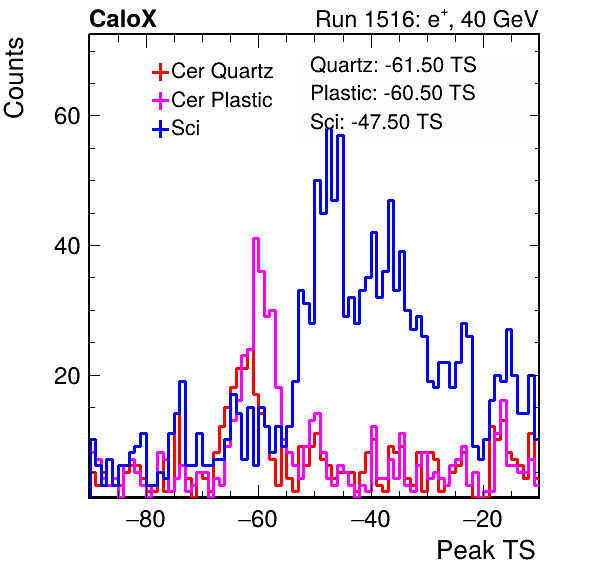 CaloX Run 1516: e⁺, 40 GeV
Cer Quartz
Cer Plastic
Sci
Quartz: -61.50 TS
Plastic: -60.50 TS
Sci: -47.50 TS
Counts
60
40
20
−80 −60 −40 −20
Peak TS